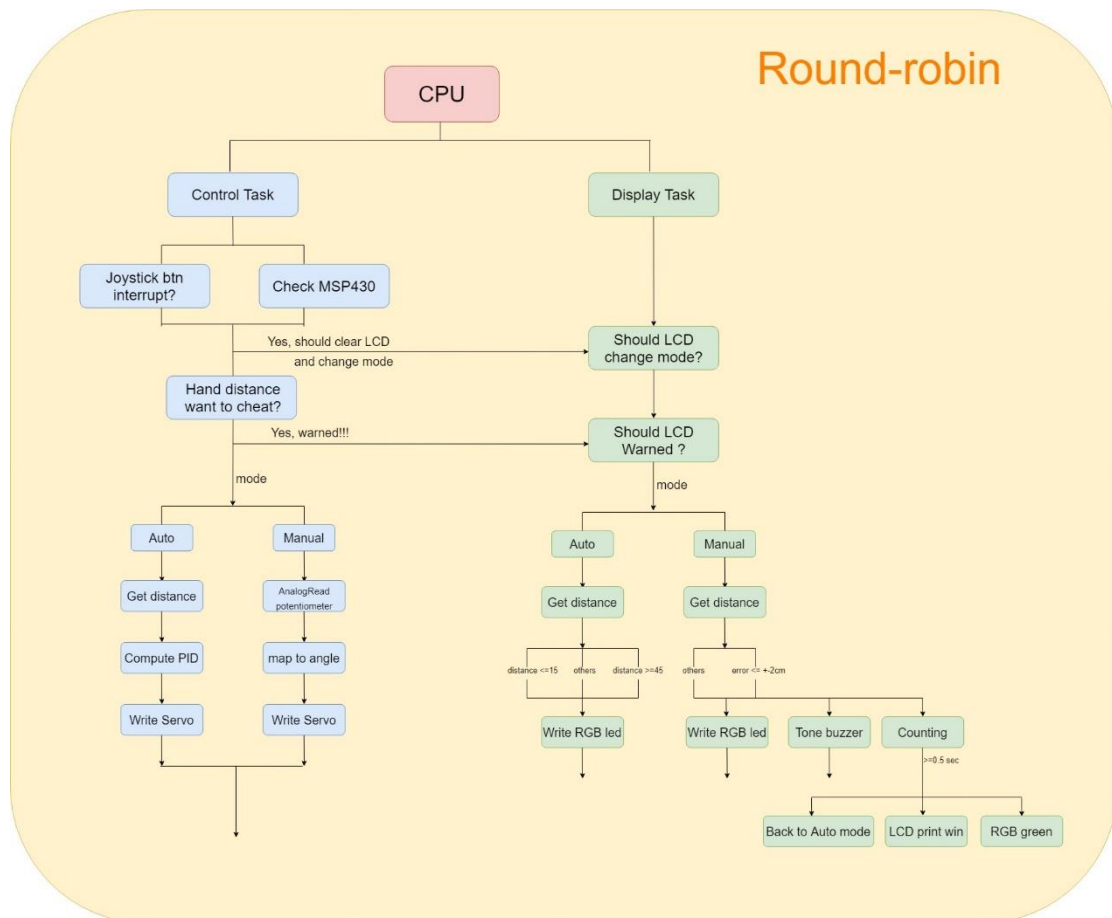 Round-robin
CPU
Control Task
Display Task
Joystick btn
interrupt?
Check MSP430
Yes, should clear LCD
and change mode
Should LCD
change mode?
Hand distance
want to cheat?
Yes, warned!!!
Should LCD
Warned ?
mode
mode
Auto
Manual
Auto
Manual
Get distance
AnalogRead
potentiometer
Get distance
Get distance
Compute PID
map to angle
distance <=15
others
distance >=45
others
error <= +-2cm
Write Servo
Write Servo
Write RGB led
Write RGB led
Tone buzzer
Counting
>=0.5 sec
Back to Auto mode
LCD print win
RGB green